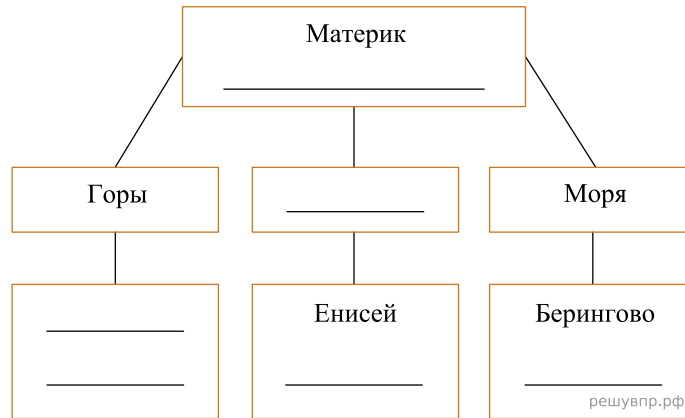 Материк
Горы
Моря
Енисей
Берингово
решувпр.рф